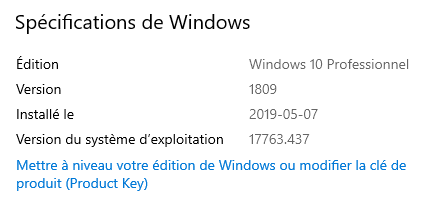 Spécifications de Windows
Édition Windows 10 Professionnel
Version 1809
Installé le 2019-05-07
Version du système d’exploitation 17763.437
Mettre à niveau votre édition de Windows ou modifier la clé de
produit (Product Key)